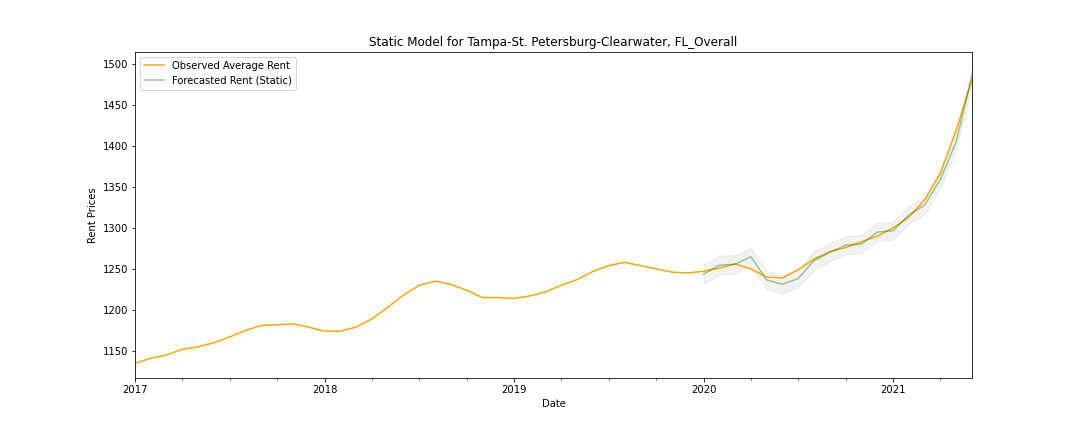 Static Model for Tampa-St. Petersburg-Clearwater, FL_Overall
Observed Average Rent
Forecasted Rent (Static)
1500
1450
1400
1350
1300
1250
1200
1150
Rent Prices
2017
2018
2019
2020
2021
Date